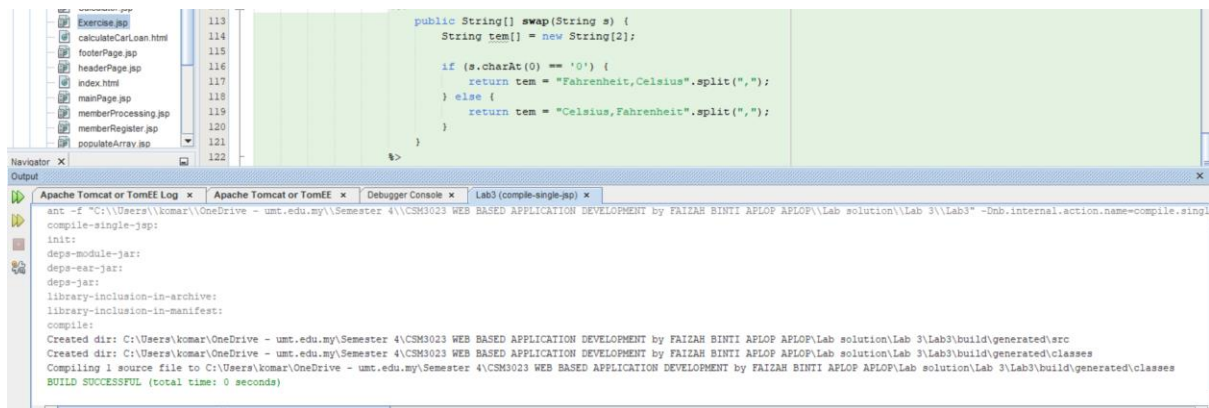 Exercise.jsp
calculateCarLoan.html
footerPage.jsp
headerPage.jsp
index.html
mainPage.jsp
memberProcessing.jsp
memberRegister.jsp
populateArray.jsp
Navigator
113 public String[] swap(String s) {
114 String tem[] = new String[2];
115
116 if (s.charAt(0) == '0') {
117 return tem = "Fahrenheit,Celsius".split(",");
118 } else {
119 return tem = "Celsius,Fahrenheit".split(",");
120 }
121 }
122 %>
Output
Apache Tomcat or TomEE Log Apache Tomcat or TomEE Debugger Console Lab3 (compile-single-jsp)
ant -f "C:\\Users\\komar\\OneDrive - umt.edu.my\\Semester 4\\CSM3023 WEB BASED APPLICATION DEVELOPMENT by FAIZAH BINTI APLOP APLOP\\Lab solution\\Lab 3\\Lab3" -Dnb.internal.action.name=compile.singl
compile-single-jsp:
init:
deps-module-jar:
deps-ear-jar:
deps-jar:
library-inclusion-in-archive:
library-inclusion-in-manifest:
compile:
Created dir: C:\Users\komar\OneDrive - umt.edu.my\Semester 4\CSM3023 WEB BASED APPLICATION DEVELOPMENT by FAIZAH BINTI APLOP APLOP\Lab solution\Lab 3\Lab3\build\generated\src
Created dir: C:\Users\komar\OneDrive - umt.edu.my\Semester 4\CSM3023 WEB BASED APPLICATION DEVELOPMENT by FAIZAH BINTI APLOP APLOP\Lab solution\Lab 3\Lab3\build\generated\classes
Compiling 1 source file to C:\Users\komar\OneDrive - umt.edu.my\Semester 4\CSM3023 WEB BASED APPLICATION DEVELOPMENT by FAIZAH BINTI APLOP APLOP\Lab solution\Lab 3\Lab3\build\generated\classes
BUILD SUCCESSFUL (total time: 0 seconds)